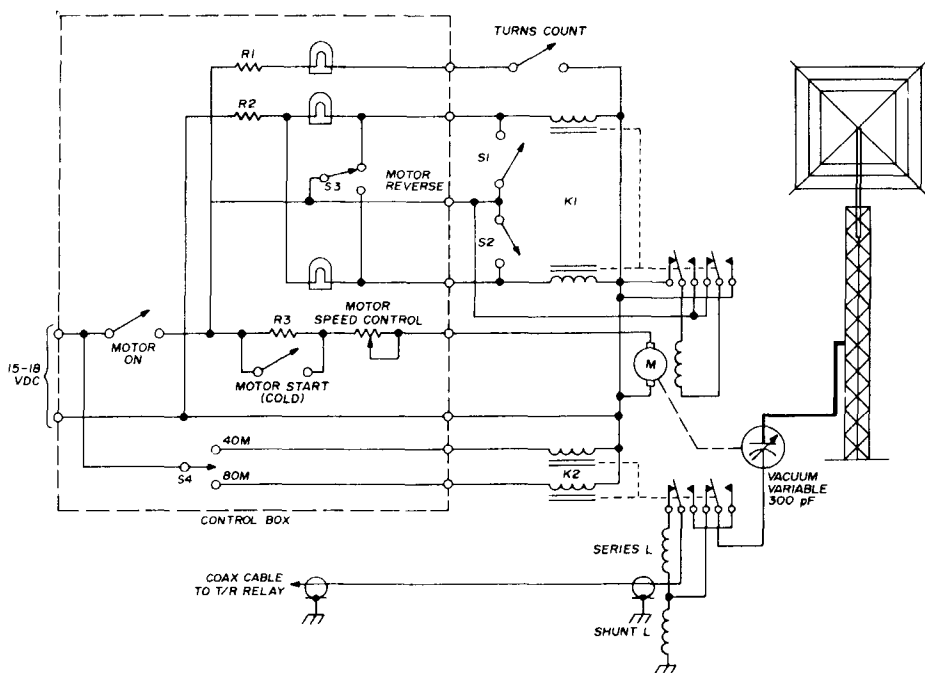 TURNS COUNT
R1
R2
S1
S3
MOTOR
REVERSE
K1
S2
MOTOR
SPEED CONTROL
R3
MOTOR
ON
15-18
VDC
MOTOR START
(COLD)
M
40M
S4
80M
K2
VACUUM
VARIABLE
300 pF
CONTROL BOX
SERIES L
COAX CABLE
TO T/R RELAY
SHUNT L